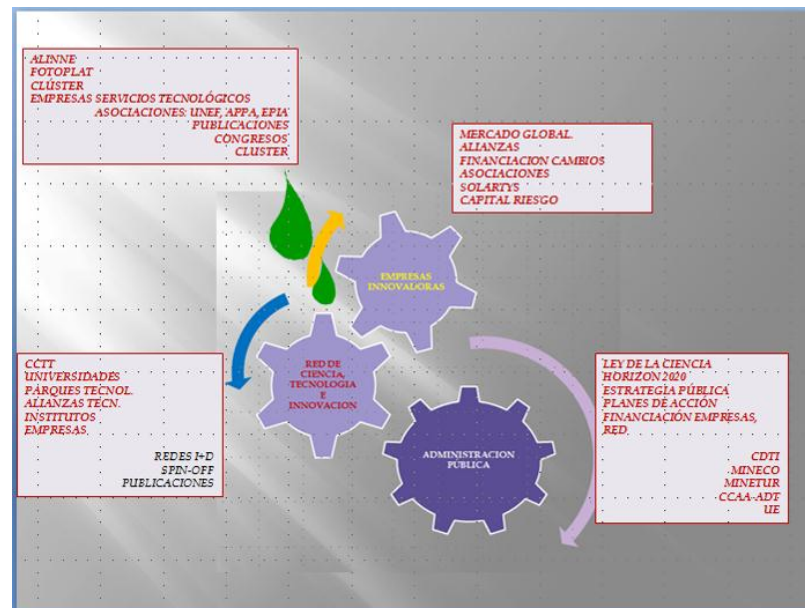 ALINNE
FOTOPLAT
CLÚSTER
EMPRESAS SERVICIOS TECNOLÓGICOS
ASOCIACIONES: UNEF, APPA, EPIA
PUBLICACIONES
CONGRESOS
CLUSTER
MERCADO GLOBAL.
ALIANZAS
FINANCIACION CAMBIOS
ASOCIACIONES
SOLARTYS
CAPITAL RIESGO
EMPRESAS
INNOVADORAS
CCTT
UNIVERSIDADES
PARQUES TECNOL.
ALIANZAS TECN.
INSTITUTOS
EMPRESAS.
REDES I+D
SPIN-OFF
PUBLICACIONES
RED DE
CIENCIA,
TECNOLOGIA
E
INNOVACION
ADMINISTRACION
PÚBLICA
LEY DE LA CIENCIA
HORIZON 2020
ESTRATEGIA PÚBLICA
PLANES DE ACCIÓN
FINANCIACIÓN EMPRESAS,
RED.
CDTI
MINECO
MINETUR
CCAA-ADT
UE